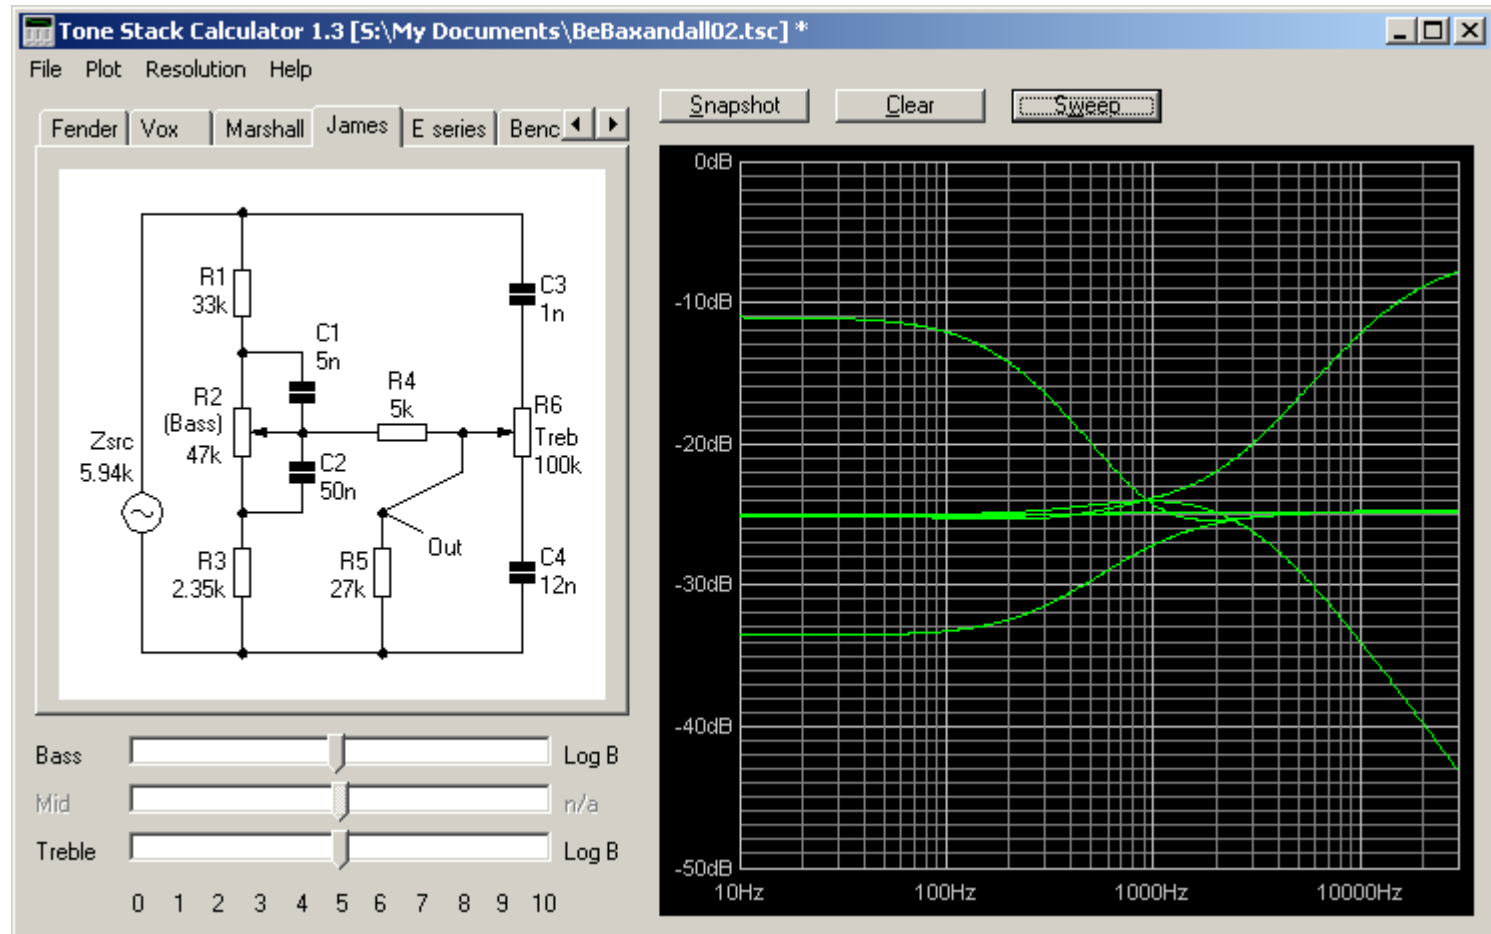 Tone Stack Calculator 1.3 [S:\My Documents\BeBaxandall02.tsc] *
File Plot Resolution Help
Snapshot Clear Sweep
Fender Vox Marshall James E series Benc
R1
33k
C1
5n
R2
(Bass)
47k
R4
5k
C3
1n
R6
Treb
100k
Zsrc
5.94k
C2
50n
Out
R3
2.35k
R5
27k
C4
12n
0dB
-10dB
-20dB
-30dB
-40dB
-50dB
10Hz 100Hz 1000Hz 10000Hz
Bass Log B
Mid n/a
Treble Log B
0 1 2 3 4 5 6 7 8 9 10